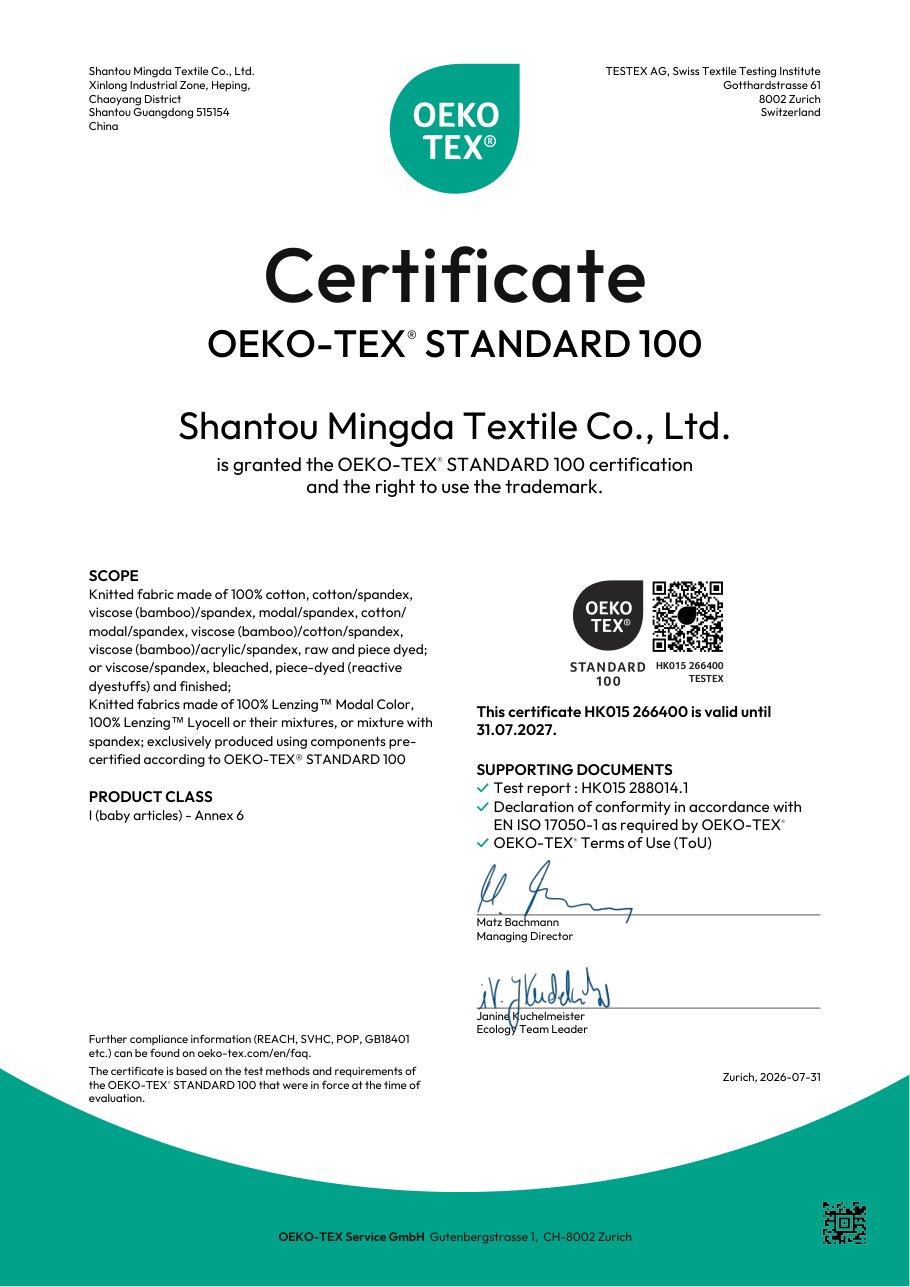 Shantou Mingda Textile Co., Ltd.
Xinlong Industrial Zone, Heping,
Chaoyang District
Shantou Guangdong 515154
China
OEKO
TEX®
TESTEX AG, Swiss Textile Testing Institute
Gotthardstrasse 61
8002 Zurich
Switzerland
Certificate
OEKO-TEX® STANDARD 100
Shantou Mingda Textile Co., Ltd.
is granted the OEKO-TEX® STANDARD 100 certification
and the right to use the trademark.
SCOPE
Knitted fabric made of 100% cotton, cotton/spandex,
viscose (bamboo)/spandex, modal/spandex, cotton/
modal/spandex, viscose (bamboo)/cotton/spandex,
viscose (bamboo)/acrylic/spandex, raw and piece dyed;
or viscose/spandex, bleached, piece-dyed (reactive
dyestuffs) and finished;
Knitted fabrics made of 100% Lenzing™ Modal Color,
100% Lenzing™ Lyocell or their mixtures, or mixture with
spandex; exclusively produced using components pre-
certified according to OEKO-TEX® STANDARD 100
PRODUCT CLASS
I (baby articles) - Annex 6
OEKO
TEX®
STANDARD
100
HK015 266400
TESTEX
This certificate HK015 266400 is valid until
31.07.2027.
SUPPORTING DOCUMENTS
Test report : HK015 288014.1
Declaration of conformity in accordance with
EN ISO 17050-1 as required by OEKO-TEX®
OEKO-TEX® Terms of Use (ToU)
Matz Bachmann
Managing Director
Janine Kuchelmeister
Ecology Team Leader
Further compliance information (REACH, SVHC, POP, GB18401
etc.) can be found on oeko-tex.com/en/faq.
The certificate is based on the test methods and requirements of
the OEKO-TEX® STANDARD 100 that were in force at the time of
evaluation.
Zurich, 2026-07-31
OEKO-TEX Service GmbH Gutenbergstrasse 1, CH-8002 Zurich